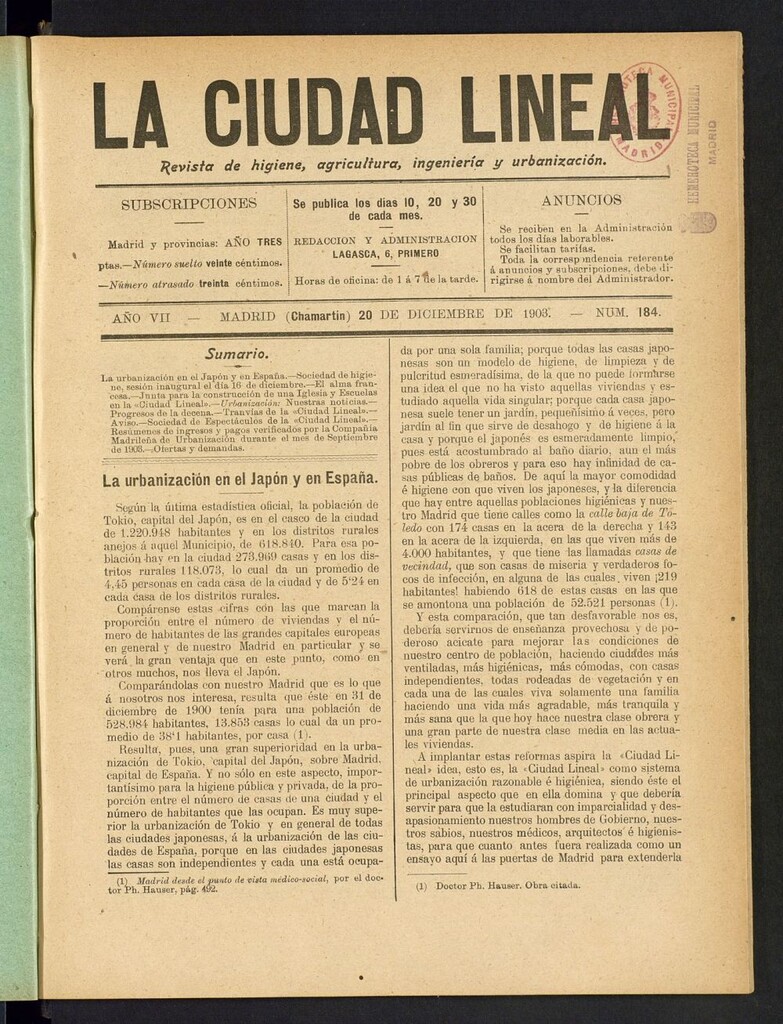 LA CIUDAD LINEAL
Revista de higiene, agricultura, ingeniería y urbanización.
HEMEROTECA MUNICIPAL
MADRID
SUBSCRIPCIONES
Madrid y provincias: AÑO TRES
ptas.—Número suelto veinte céntimos.
—Número atrasado treinta céntimos.
Se publica los días 10, 20 y 30
de cada mes.
REDACCION Y ADMINISTRACION
LAGASCA, 6, PRIMERO
Horas de oficina: de 1 á 7 de la tarde.
ANUNCIOS
Se reciben en la Administración
todos los días laborables.
Se facilitan tarifas.
Toda la correspondencia referente
á anuncios y subscripciones, debe di-
rigirse á nombre del Administrador.
AÑO VII — MADRID (Chamartín) 20 DE DICIEMBRE DE 1903. — NUM. 184.
Sumario.
La urbanización en el Japón y en España.—Sociedad de higie-
ne, sesión inaugural el día 16 de diciembre.—El alma fran-
cesa.—Junta para la construcción de una Iglesia y Escuelas
en la «Ciudad Lineal».—Urbanización: Nuestras noticias.—
Progresos de la decena.—Tranvías de la «Ciudad Lineal».—
Aviso.—Sociedad de Espectáculos de la «Ciudad Lineal».—
Resúmenes de ingresos y pagos verificados por la Compañía
Madrileña de Urbanización durante el mes de Septiembre
de 1903.—Ofertas y demandas.
La urbanización en el Japón y en España.
Según la última estadística oficial, la población de
Tokio, capital del Japón, es en el casco de la ciudad
de 1.220.948 habitantes y en los distritos rurales
anejos á aquel Municipio, de 618.840. Para esa po-
blación hay en la ciudad 273.969 casas y en los dis-
tritos rurales 118.073, lo cual da un promedio de
4,45 personas en cada casa de la ciudad y de 5'24 en
cada casa de los distritos rurales.
Compárense estas cifras con las que marcan la
proporción entre el número de viviendas y el nú-
mero de habitantes de las grandes capitales europeas
en general y de nuestro Madrid en particular y se
verá la gran ventaja que en este punto, como en
otros muchos, nos lleva el Japón.
Comparándolas con nuestro Madrid que es lo que
á nosotros nos interesa, resulta que éste en 31 de
diciembre de 1900 tenía para una población de
528.984 habitantes, 13.853 casas lo cual da un pro-
medio de 38'1 habitantes, por casa (1).
Resulta, pues, una gran superioridad en la urba-
nización de Tokio, capital del Japón, sobre Madrid,
capital de España. Y no sólo en este aspecto, impor-
tantísimo para la higiene pública y privada, de la pro-
porción entre el número de casas de una ciudad y el
número de habitantes que las ocupan. Es muy supe-
rior la urbanización de Tokio y en general de todas
las ciudades japonesas, á la urbanización de las ciu-
dades de España, porque en las ciudades japonesas
las casas son independientes y cada una está ocupa-
(1) Madrid desde el punto de vista médico-social, por el doc-
tor Ph. Hauser, pág. 492.
da por una sola familia; porque todas las casas japo-
nesas son un modelo de higiene, de limpieza y de
pulcritud esmeradísima, de la que no puede formarse
una idea el que no ha visto aquellas viviendas y es-
tudiado aquella vida singular; porque cada casa japo-
nesa suele tener un jardín, pequeñísimo á veces, pero
jardín al fin que sirve de desahogo y de higiene á la
casa y porque el japonés es esmeradamente limpio,
pues está acostumbrado al baño diario, aun el más
pobre de los obreros y para eso hay infinidad de ca-
sas públicas de baños. De aquí la mayor comodidad
é higiene con que viven los japoneses, y la diferencia
que hay entre aquellas poblaciones higiénicas y nues-
tro Madrid que tiene calles como la calle baja de To-
ledo con 174 casas en la acera de la derecha y 143
en la acera de la izquierda, en las que viven más de
4.000 habitantes, y que tiene las llamadas casas de
vecindad, que son casas de miseria y verdaderos fo-
cos de infección, en alguna de las cuales viven ¡219
habitantes! habiendo 618 de estas casas en las que
se amontona una población de 52.521 personas (1).
Y esta comparación, que tan desfavorable nos es,
debería servirnos de enseñanza provechosa y de po-
deroso acicate para mejorar las condiciones de
nuestro centro de población, haciendo ciudades más
ventiladas, más higiénicas, más cómodas, con casas
independientes, todas rodeadas de vegetación y en
cada una de las cuales viva solamente una familia
haciendo una vida más agradable, más tranquila y
más sana que la que hoy hace nuestra clase obrera y
una gran parte de nuestra clase media en las actua-
les viviendas.
A implantar estas reformas aspira la «Ciudad Li-
neal» idea, esto es, la «Ciudad Lineal» como sistema
de urbanización razonable é higiénica, siendo éste el
principal aspecto que en ella domina y que debería
servir para que la estudiaran con imparcialidad y des-
apasionamiento nuestros hombres de Gobierno, nues-
tros sabios, nuestros médicos, arquitectos é higienis-
tas, para que cuanto antes fuera realizada como un
ensayo aquí á las puertas de Madrid para extenderla
(1) Doctor Ph. Hauser. Obra citada.